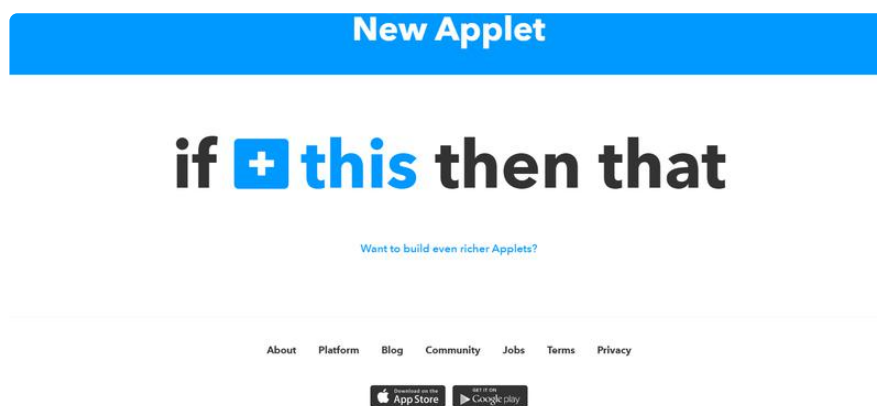 New Applet
if + this then that
Want to build even richer Applets?
About Platform Blog Community Jobs Terms Privacy
Download on the GET IT ON
App Store Google play